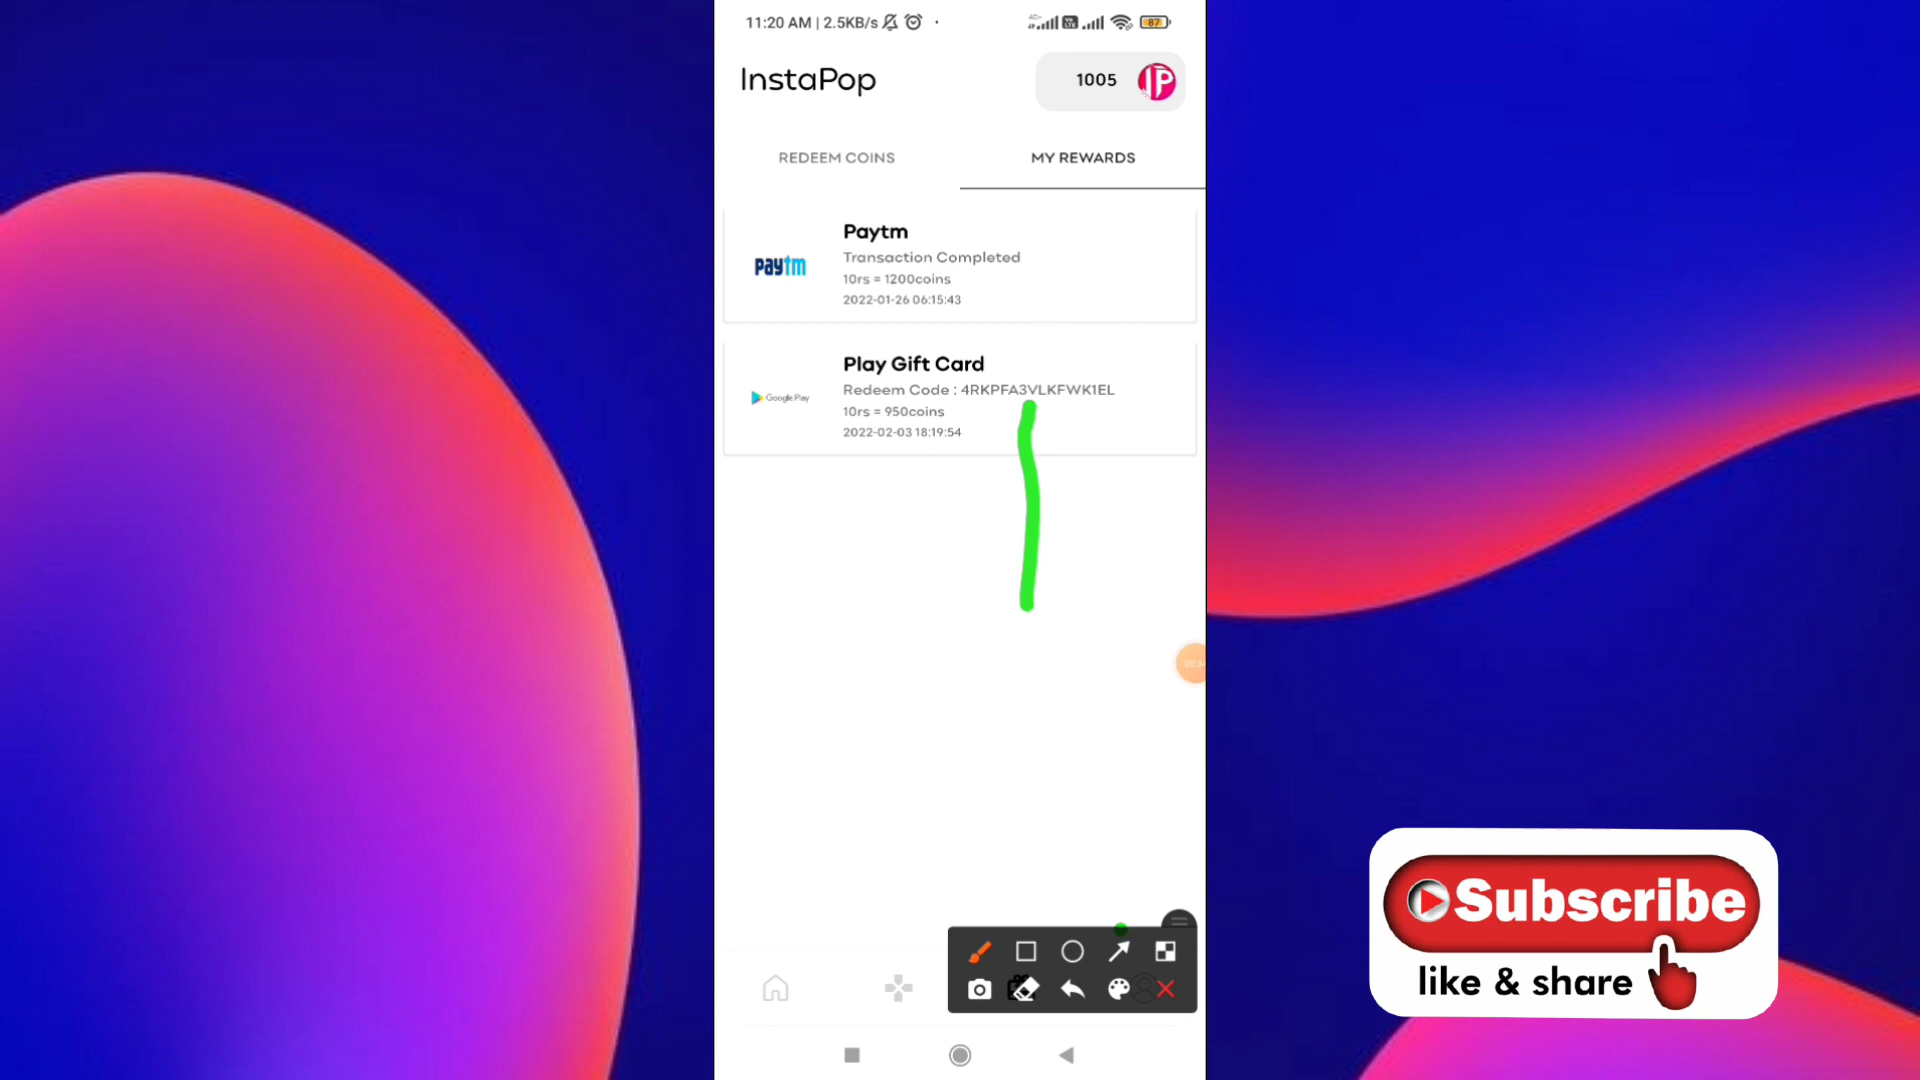 11:20 AM | 2.5KB/s
87
InstaPop
1005
IP
REDEEM COINS
MY REWARDS
Paytm
Transaction Completed
paytm
10rs = 1200coins
2022-01-26 06:15:43
Play Gift Card
Redeem Code : 4RKPFA3VLKFWK1EL
Google Play
10rs = 950coins
2022-02-03 18:19:54
Subscribe
like & share